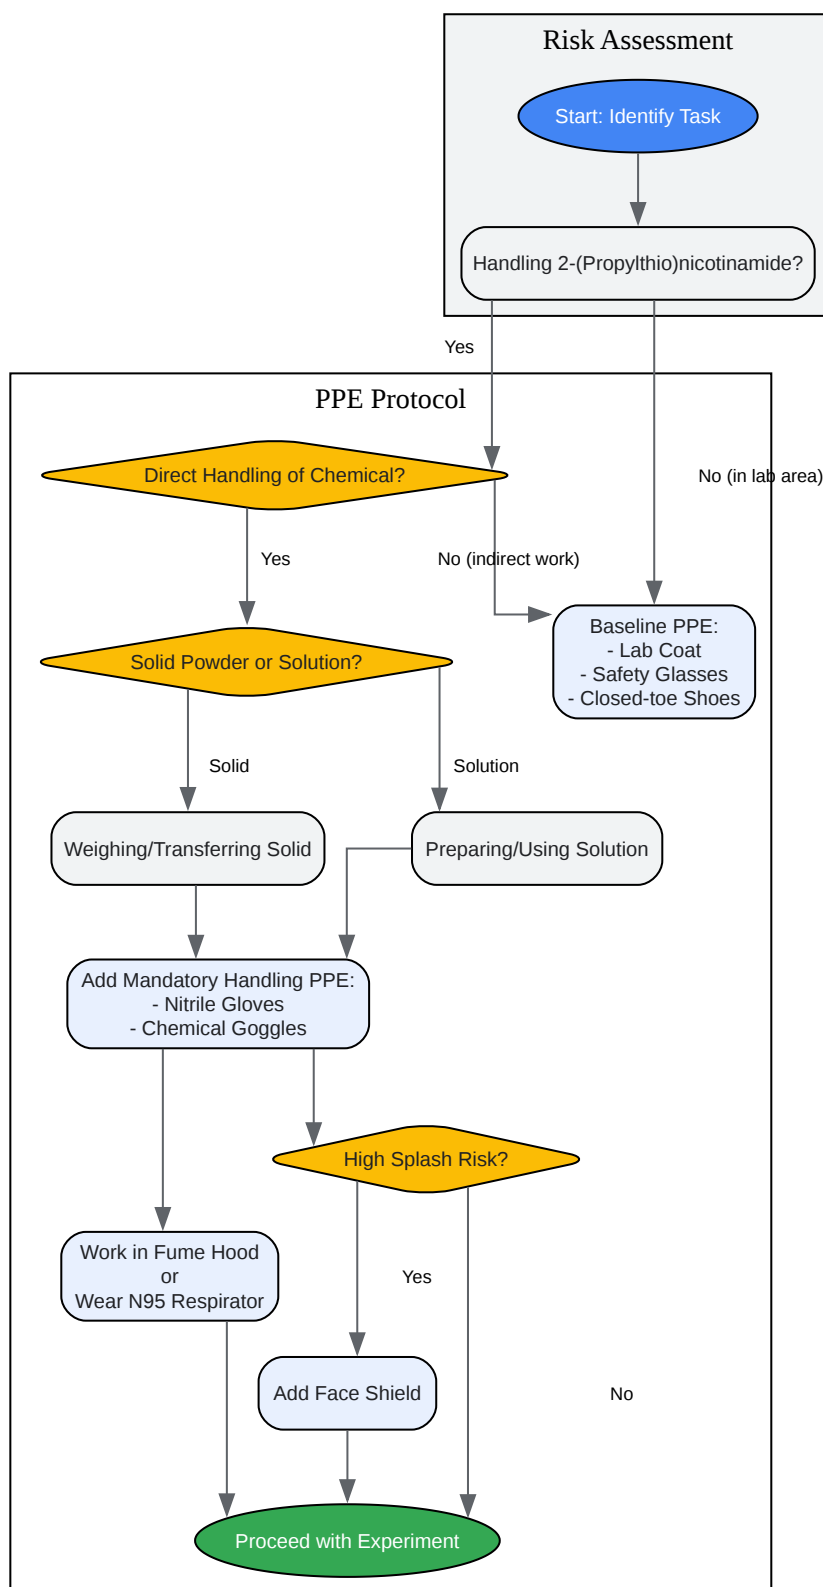 Risk Assessment
Start: Identify Task
Handling 2-(Propylthio)nicotinamide?
Yes
No (in lab area)
PPE Protocol
Direct Handling of Chemical?
Yes
No (indirect work)
Baseline PPE:
- Lab Coat
- Safety Glasses
- Closed-toe Shoes
Solid Powder or Solution?
Solid
Solution
Weighing/Transferring Solid
Preparing/Using Solution
Add Mandatory Handling PPE:
- Nitrile Gloves
- Chemical Goggles
High Splash Risk?
Work in Fume Hood
or
Wear N95 Respirator
Yes
Add Face Shield
No
Proceed with Experiment